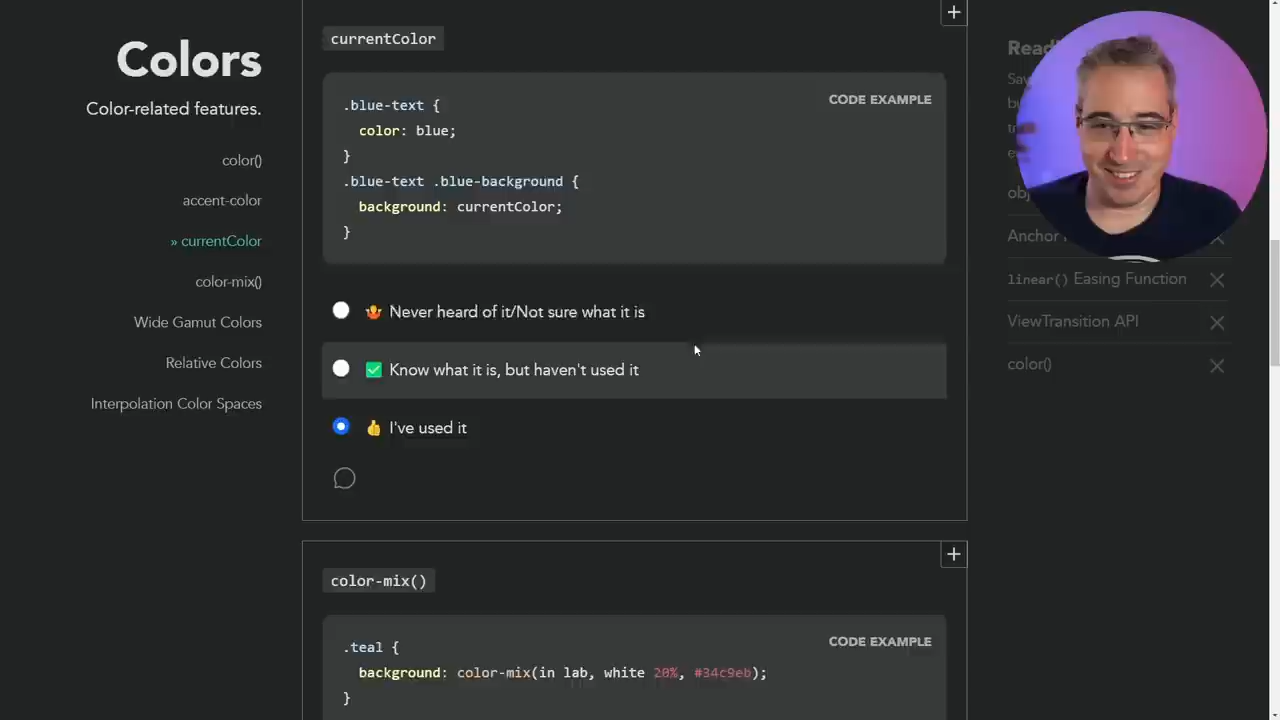 Colors
Color-related features.
color()
accent-color
» currentColor
color-mix()
Wide Gamut Colors
Relative Colors
Interpolation Color Spaces
currentColor
CODE EXAMPLE
.blue-text {
color: blue;
}
.blue-text .blue-background {
background: currentColor;
}
🤷 Never heard of it/Not sure what it is
✅ Know what it is, but haven't used it
👍 I've used it
color-mix()
CODE EXAMPLE
.teal {
background: color-mix(in lab, white 20%, #34c9eb);
}
Anchor
linear() Easing Function
ViewTransition API
color()